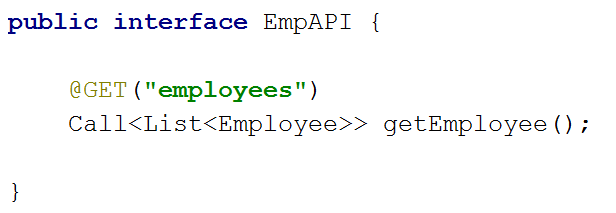 public interface EmpAPI {
@GET("employees")
Call<List<Employee>> getEmployee();
}